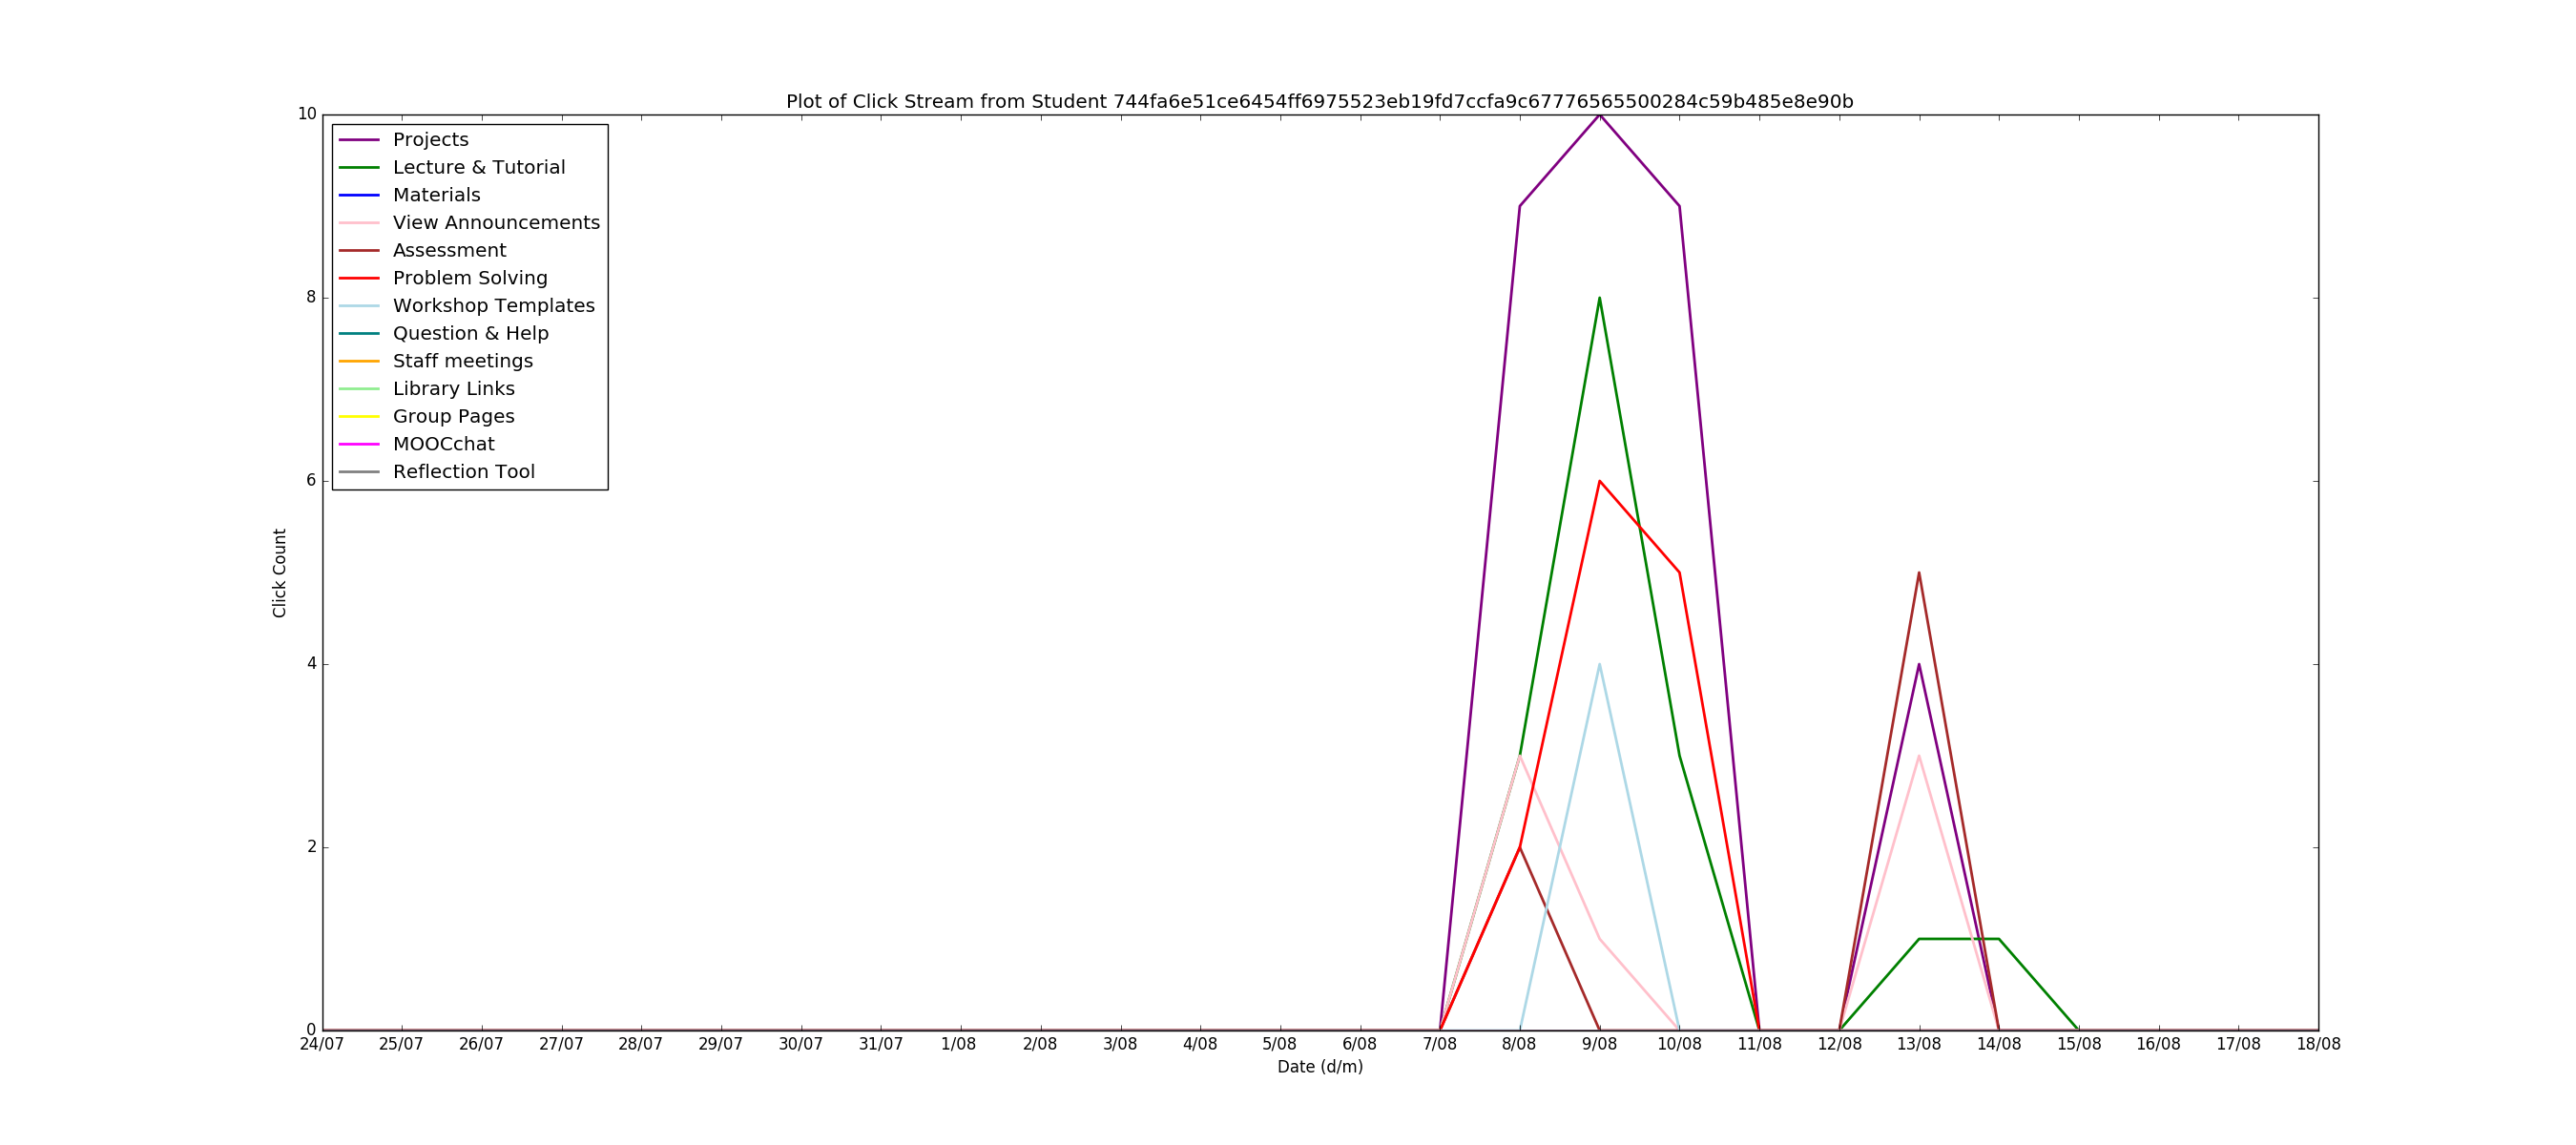 Plot of Click Stream from Student 744fa6e51ce6454ff6975523eb19fd7ccfa9c67776565500284c59b485e8e90b
10
8
6
4
2
0
Click Count
Projects
Lecture & Tutorial
Materials
View Announcements
Assessment
Problem Solving
Workshop Templates
Question & Help
Staff meetings
Library Links
Group Pages
MOOCchat
Reflection Tool
24/07 25/07 26/07 27/07 28/07 29/07 30/07 31/07 1/08 2/08 3/08 4/08 5/08 6/08 7/08 8/08 9/08 10/08 11/08 12/08 13/08 14/08 15/08 16/08 17/08 18/08
Date (d/m)